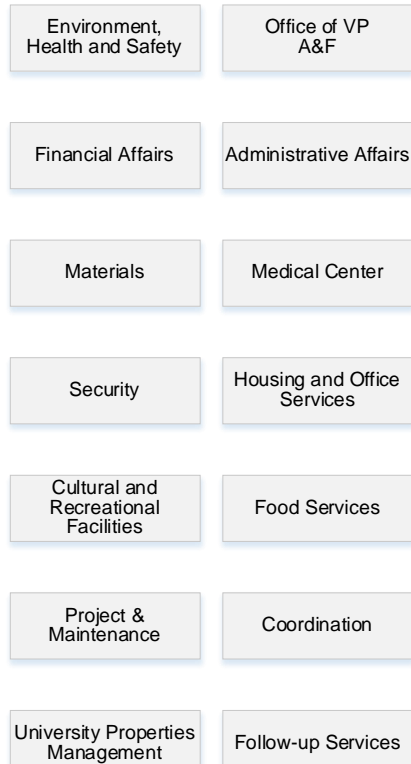 Environment,
Health and Safety
Office of VP
A&F
Financial Affairs
Administrative Affairs
Materials
Medical Center
Security
Housing and Office
Services
Cultural and
Recreational
Facilities
Food Services
Project &
Maintenance
Coordination
University Properties
Management
Follow-up Services